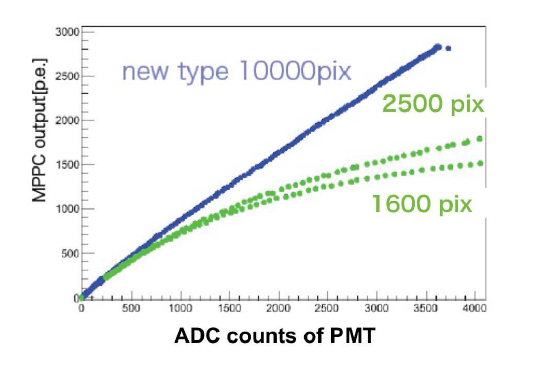 3000
new type 10000pix
2500
2500 pix
2000
MPPC output[p.e.]
1500
1000
1600 pix
500
0
0 500 1000 1500 2000 2500 3000 3500 4000
ADC counts of PMT